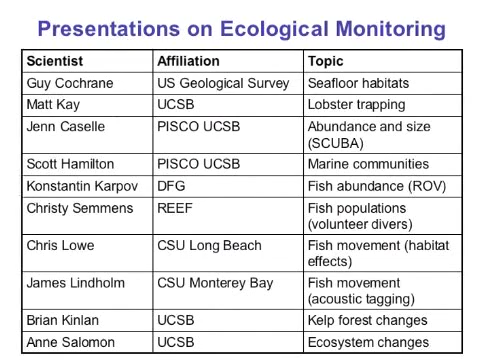 Presentations on Ecological Monitoring
Scientist Affiliation Topic
Guy Cochrane US Geological Survey Seafloor habitats
Matt Kay UCSB Lobster trapping
Jenn Caselle PISCO UCSB Abundance and size
(SCUBA)
Scott Hamilton PISCO UCSB Marine communities
Konstantin Karpov DFG Fish abundance (ROV)
Christy Semmens REEF Fish populations
(volunteer divers)
Chris Lowe CSU Long Beach Fish movement (habitat
effects)
James Lindholm CSU Monterey Bay Fish movement
(acoustic tagging)
Brian Kinlan UCSB Kelp forest changes
Anne Salomon UCSB Ecosystem changes